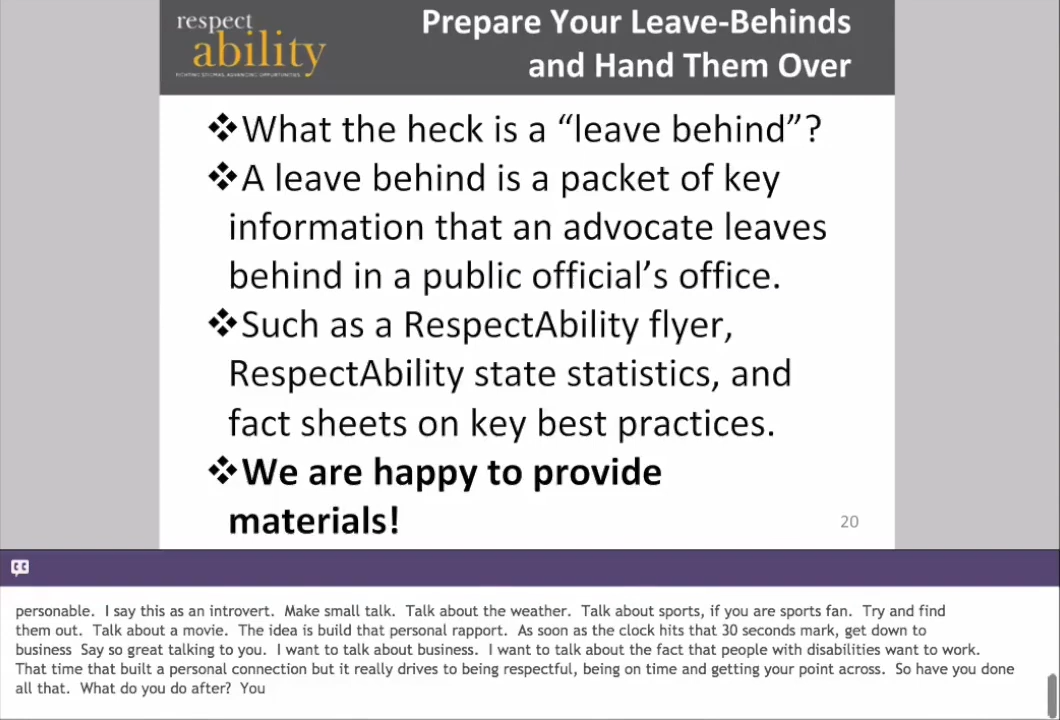 respect
ability
FIGHTING STIGMAS. ADVANCING OPPORTUNITIES.
Prepare Your Leave-Behinds
and Hand Them Over
❖What the heck is a “leave behind”?
❖A leave behind is a packet of key
information that an advocate leaves
behind in a public official’s office.
❖Such as a RespectAbility flyer,
RespectAbility state statistics, and
fact sheets on key best practices.
❖We are happy to provide
materials!
20
cc
personable.  I say this as an introvert.  Make small talk.  Talk about the weather.  Talk about sports, if you are sports fan.  Try and find
them out.  Talk about a movie.  The idea is build that personal rapport.  As soon as the clock hits that 30 seconds mark, get down to
business  Say so great talking to you.  I want to talk about business.  I want to talk about the fact that people with disabilities want to work.
That time that built a personal connection but it really drives to being respectful, being on time and getting your point across.  So have you done
all that.  What do you do after?  You